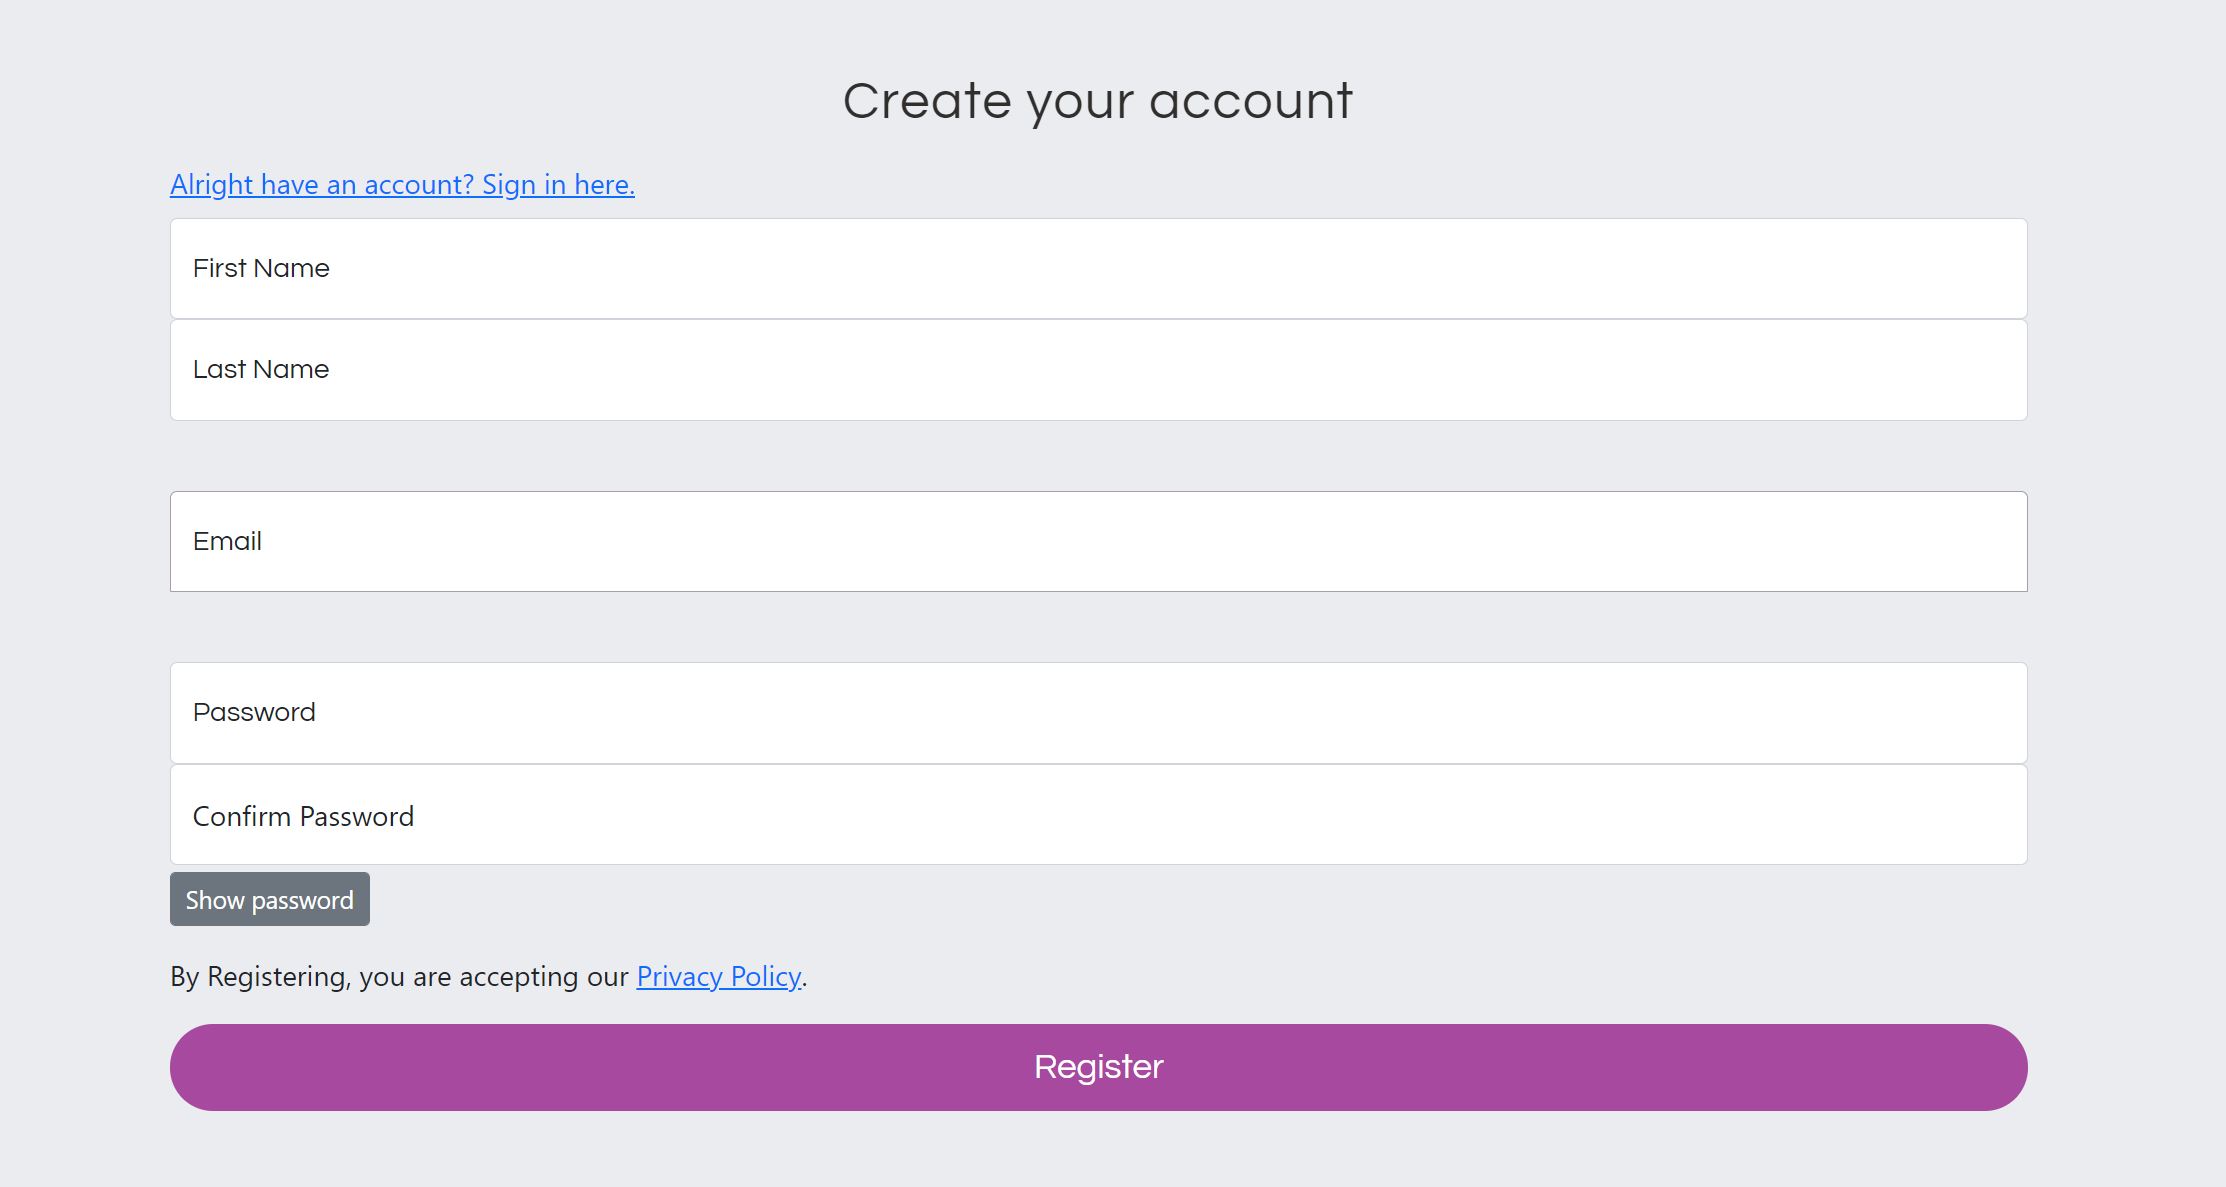 Create your account
Alright have an account? Sign in here.
First Name
Last Name
Email
Password
Confirm Password
Show password
By Registering, you are accepting our Privacy Policy.
Register